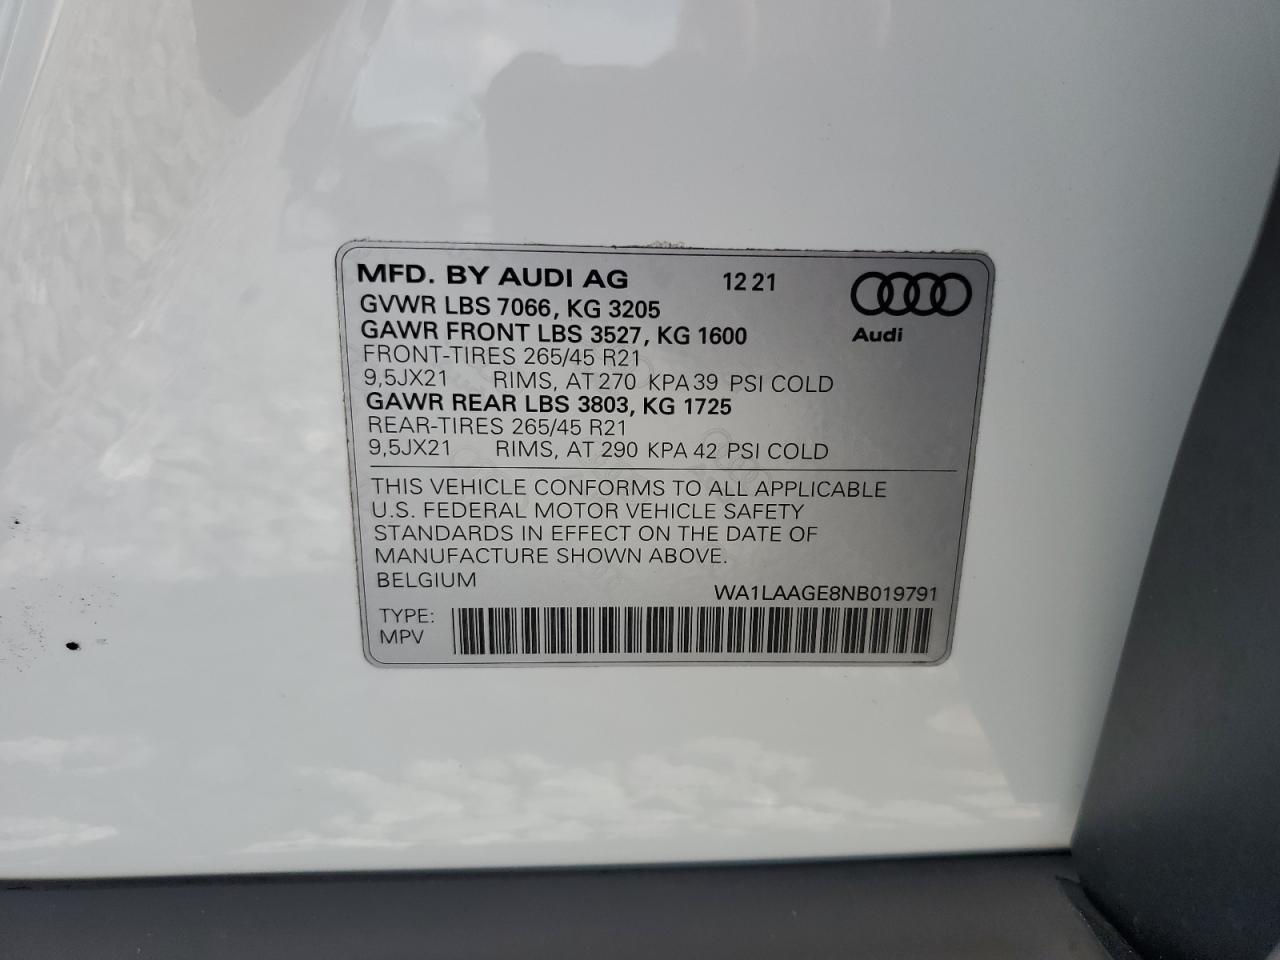 MFD. BY AUDI AG 12 21
GVWR LBS 7066, KG 3205
GAWR FRONT LBS 3527, KG 1600
Audi
FRONT-TIRES 265/45 R21
9,5JX21 RIMS, AT 270 KPA 39 PSI COLD
GAWR REAR LBS 3803, KG 1725
REAR-TIRES 265/45 R21
9,5JX21 RIMS, AT 290 KPA 42 PSI COLD
THIS VEHICLE CONFORMS TO ALL APPLICABLE
U.S. FEDERAL MOTOR VEHICLE SAFETY
STANDARDS IN EFFECT ON THE DATE OF
MANUFACTURE SHOWN ABOVE.
BELGIUM WA1LAAGE8NB019791
TYPE:
MPV